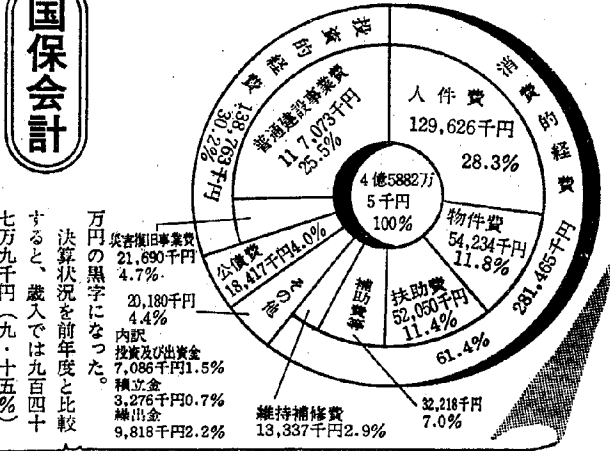 国保会計
万円の黒字になった。
決算状況を前年度と比較
すると、歳入では九百四十
七万九千円（九・十五%）
4億5882万
5千円
100%
消費的経費
281,465千円
61.4%
人件費
129,626千円
28.3%
物件費
54,234千円
11.8%
扶助費
52,050千円
11.4%
補助費等
32,218千円
7.0%
維持補修費
13,337千円2.9%
その他
20,180千円
4.4%
内訳
投資及び出資金
7,086千円1.5%
積立金
3,276千円0.7%
繰出金
9,818千円2.2%
公債費
18,417千円4.0%
災害復旧事業費
21,690千円
4.7%
普通建設事業費
11 7,073千円
25.5%
投資的経費
138,763千円
30.2%